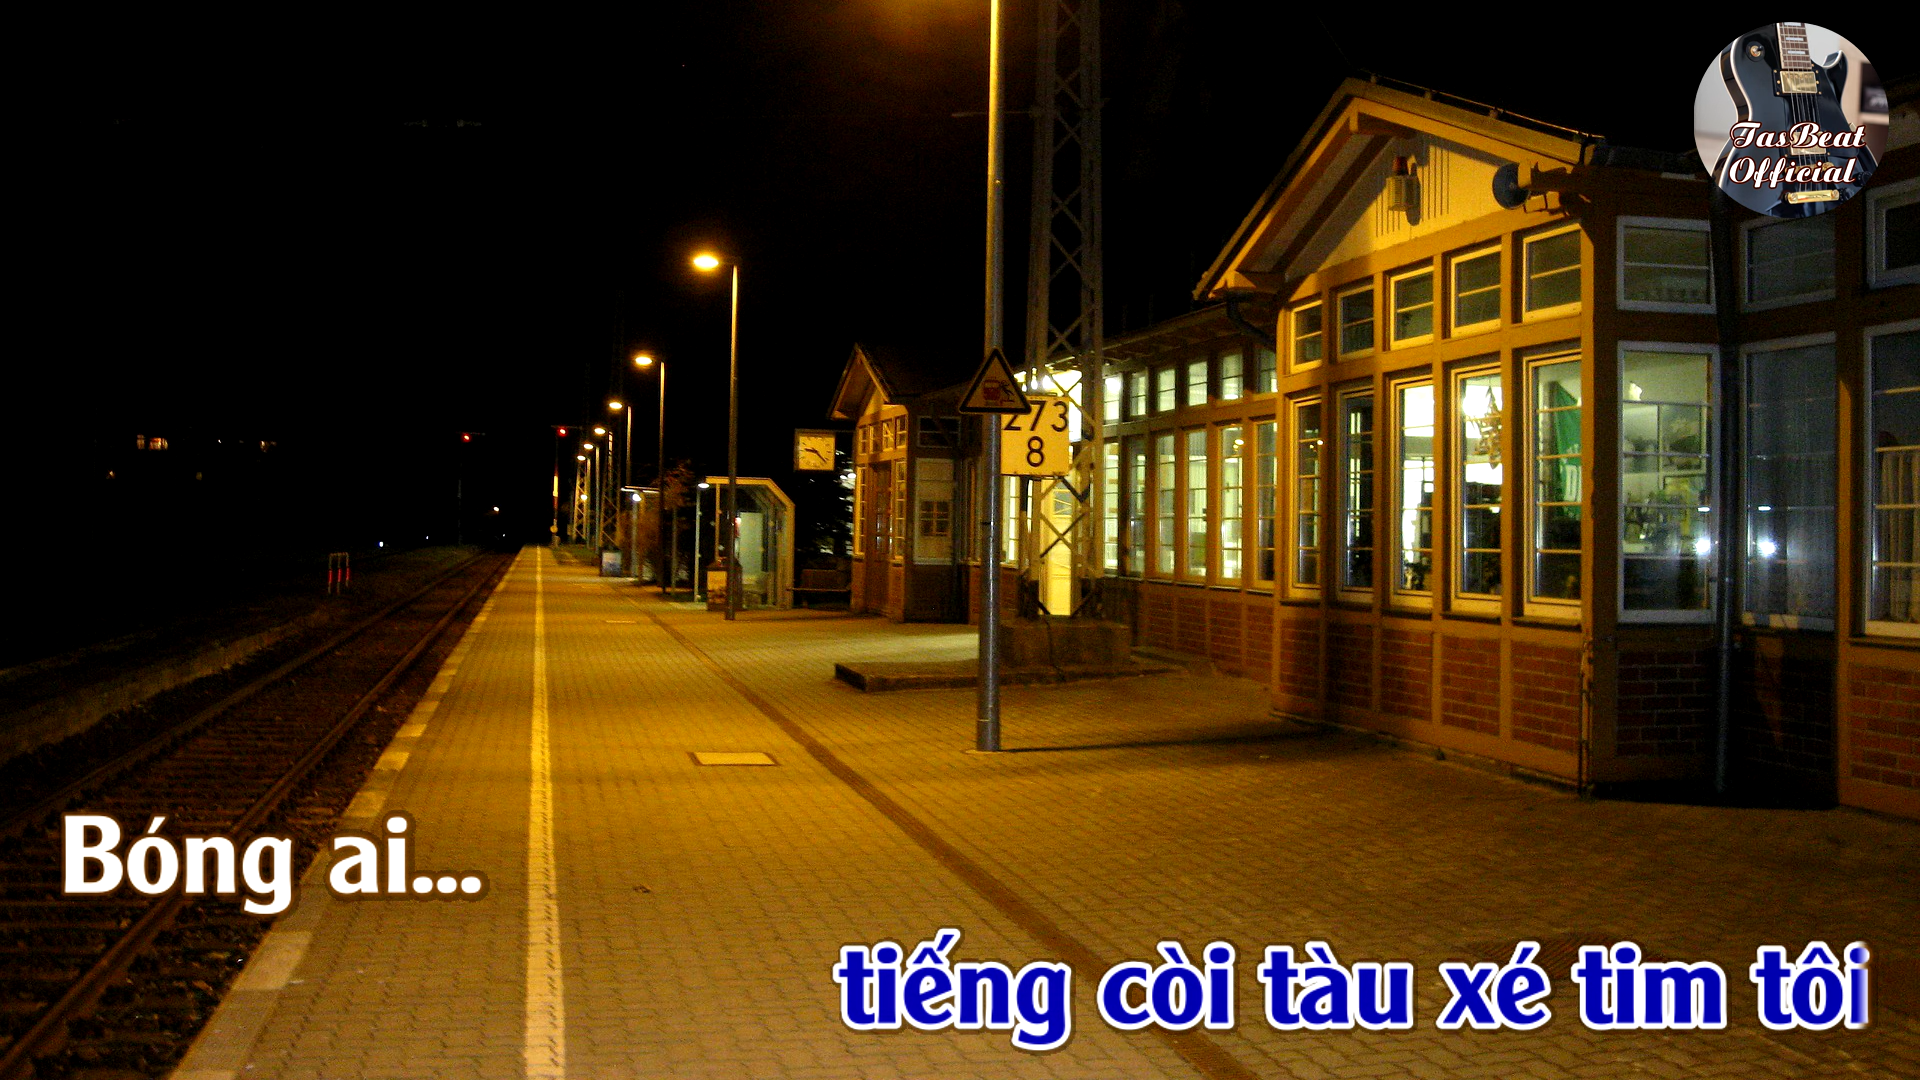 TasBeat
Official
273
8
Bóng ai...
tiếng còi tàu xé tim tôi